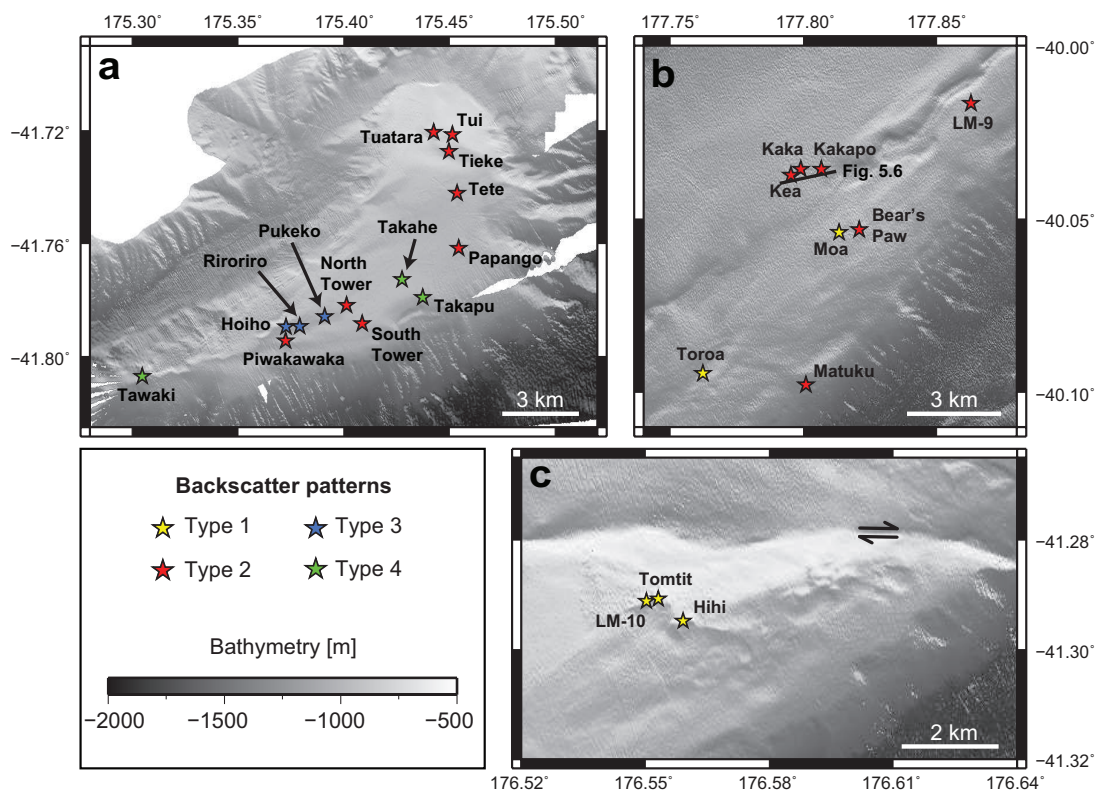 175.30˚ 175.35˚ 175.40˚ 175.45˚ 175.50˚
177.75˚ 177.80˚ 177.85˚
a
−41.72˚
−41.76˚
−41.80˚
Tui
Tuatara
Tieke
Tete
Takahe
Pukeko
Papango
Riroriro
North
Tower
Takapu
Hoiho
South
Tower
Piwakawaka
Tawaki
3 km
b
−40.00˚
−40.05˚
−40.10˚
LM-9
Kaka Kakapo
Fig. 5.6
Kea
Bear's
Paw
Moa
Toroa
Matuku
3 km
Backscatter patterns
Type 1 Type 3
Type 2 Type 4
Bathymetry [m]
−2000 −1500 −1000 −500
c
−41.28˚
−41.30˚
−41.32˚
Tomtit
Hihi
LM-10
2 km
176.52˚ 176.55˚ 176.58˚ 176.61˚ 176.64˚